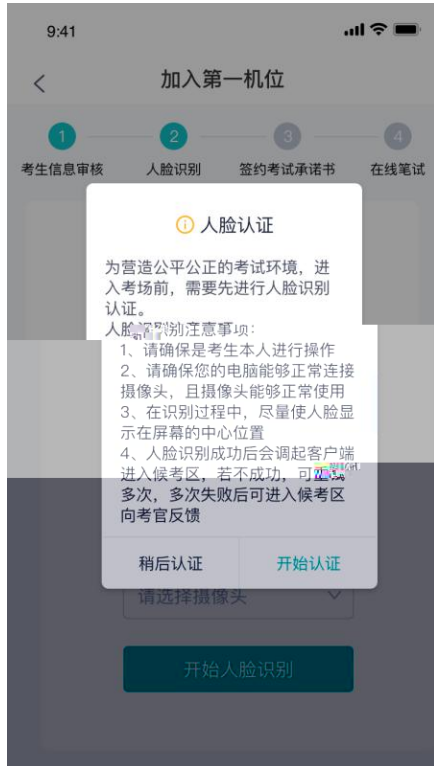 9:41
加入第一机位
1
2
3
4
考生信息审核
人脸识别
签约考试承诺书
在线笔试
人脸认证
为营造公平公正的考试环境，进
入考场前，需要先进行人脸识别
认证。
人脸识别注意事项：
1、请确保是考生本人进行操作
2、请确保您的电脑能够正常连接
摄像头，且摄像头能够正常使用
3、在识别过程中，尽量使人脸显
示在屏幕的中心位置
4、人脸识别成功后会调起客户端
进入候考区，若不成功，可
多次，多次失败后可进入候考区
向考官反馈
稍后认证
开始认证
请选择摄像头
开始人脸识别